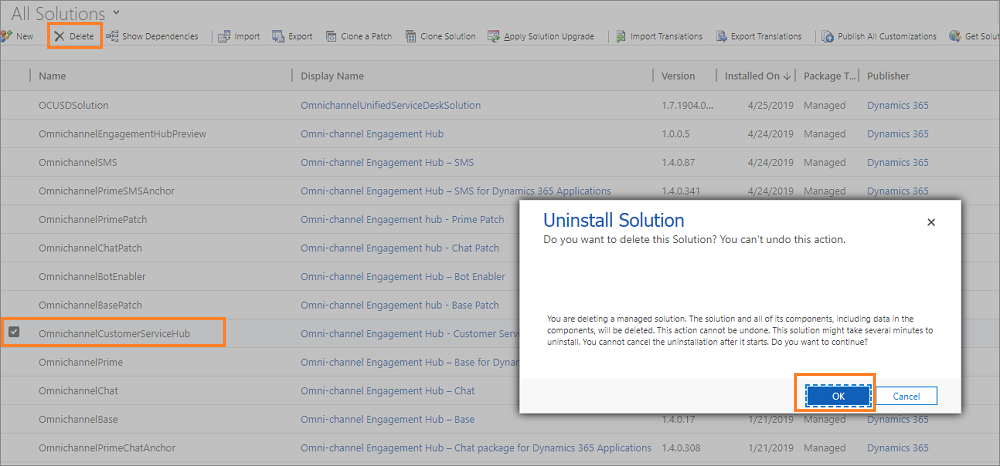 All Solutions
New Delete Show Dependencies Import Export Clone a Patch Clone Solution Apply Solution Upgrade Import Translations Export Translations Publish All Customizations Get Solu
Name Display Name Version Installed On ↓ Package T... Publisher
OCUSDSolution OmnichannelUnifiedServiceDeskSolution 1.7.1904.0... 4/25/2019 Managed Dynamics 365
OmnichannelEngagementHubPreview Omni-channel Engagement Hub 1.0.0.5 4/24/2019 Managed Dynamics 365
OmnichannelSMS Omni-channel Engagement Hub – SMS 1.4.0.87 4/24/2019 Managed Dynamics 365
OmnichannelPrimeSMSAnchor Omni-channel Engagement Hub – SMS for Dynamics 365 Applications 1.4.0.341 4/24/2019 Managed Dynamics 365
OmnichannelPrimePatch Omni-channel Engagement hub - Prime Patch
OmnichannelChatPatch Omni-channel Engagement hub - Chat Patch
OmnichannelBotEnabler Omni-channel Engagement Hub – Bot Enabler
OmnichannelBasePatch Omni-channel Engagement hub - Base Patch
OmnichannelCustomerServiceHub Omni-channel Engagement Hub - Customer Serv
OmnichannelPrime Omni-channel Engagement Hub – Base for Dynam
OmnichannelChat Omni-channel Engagement Hub – Chat
OmnichannelBase Omni-channel Engagement Hub – Base 1.4.0.17 1/21/2019 Managed Dynamics 365
OmnichannelPrimeChatAnchor Omni-channel Engagement Hub – Chat package for Dynamics 365 Applications 1.4.0.308 1/21/2019 Managed Dynamics 365
Uninstall Solution
Do you want to delete this Solution? You can't undo this action.
You are deleting a managed solution. The solution and all of its components, including data in the
components, will be deleted. This action cannot be undone. This solution might take several minutes to
uninstall. You cannot cancel the uninstallation after it starts. Do you want to continue?
OK Cancel